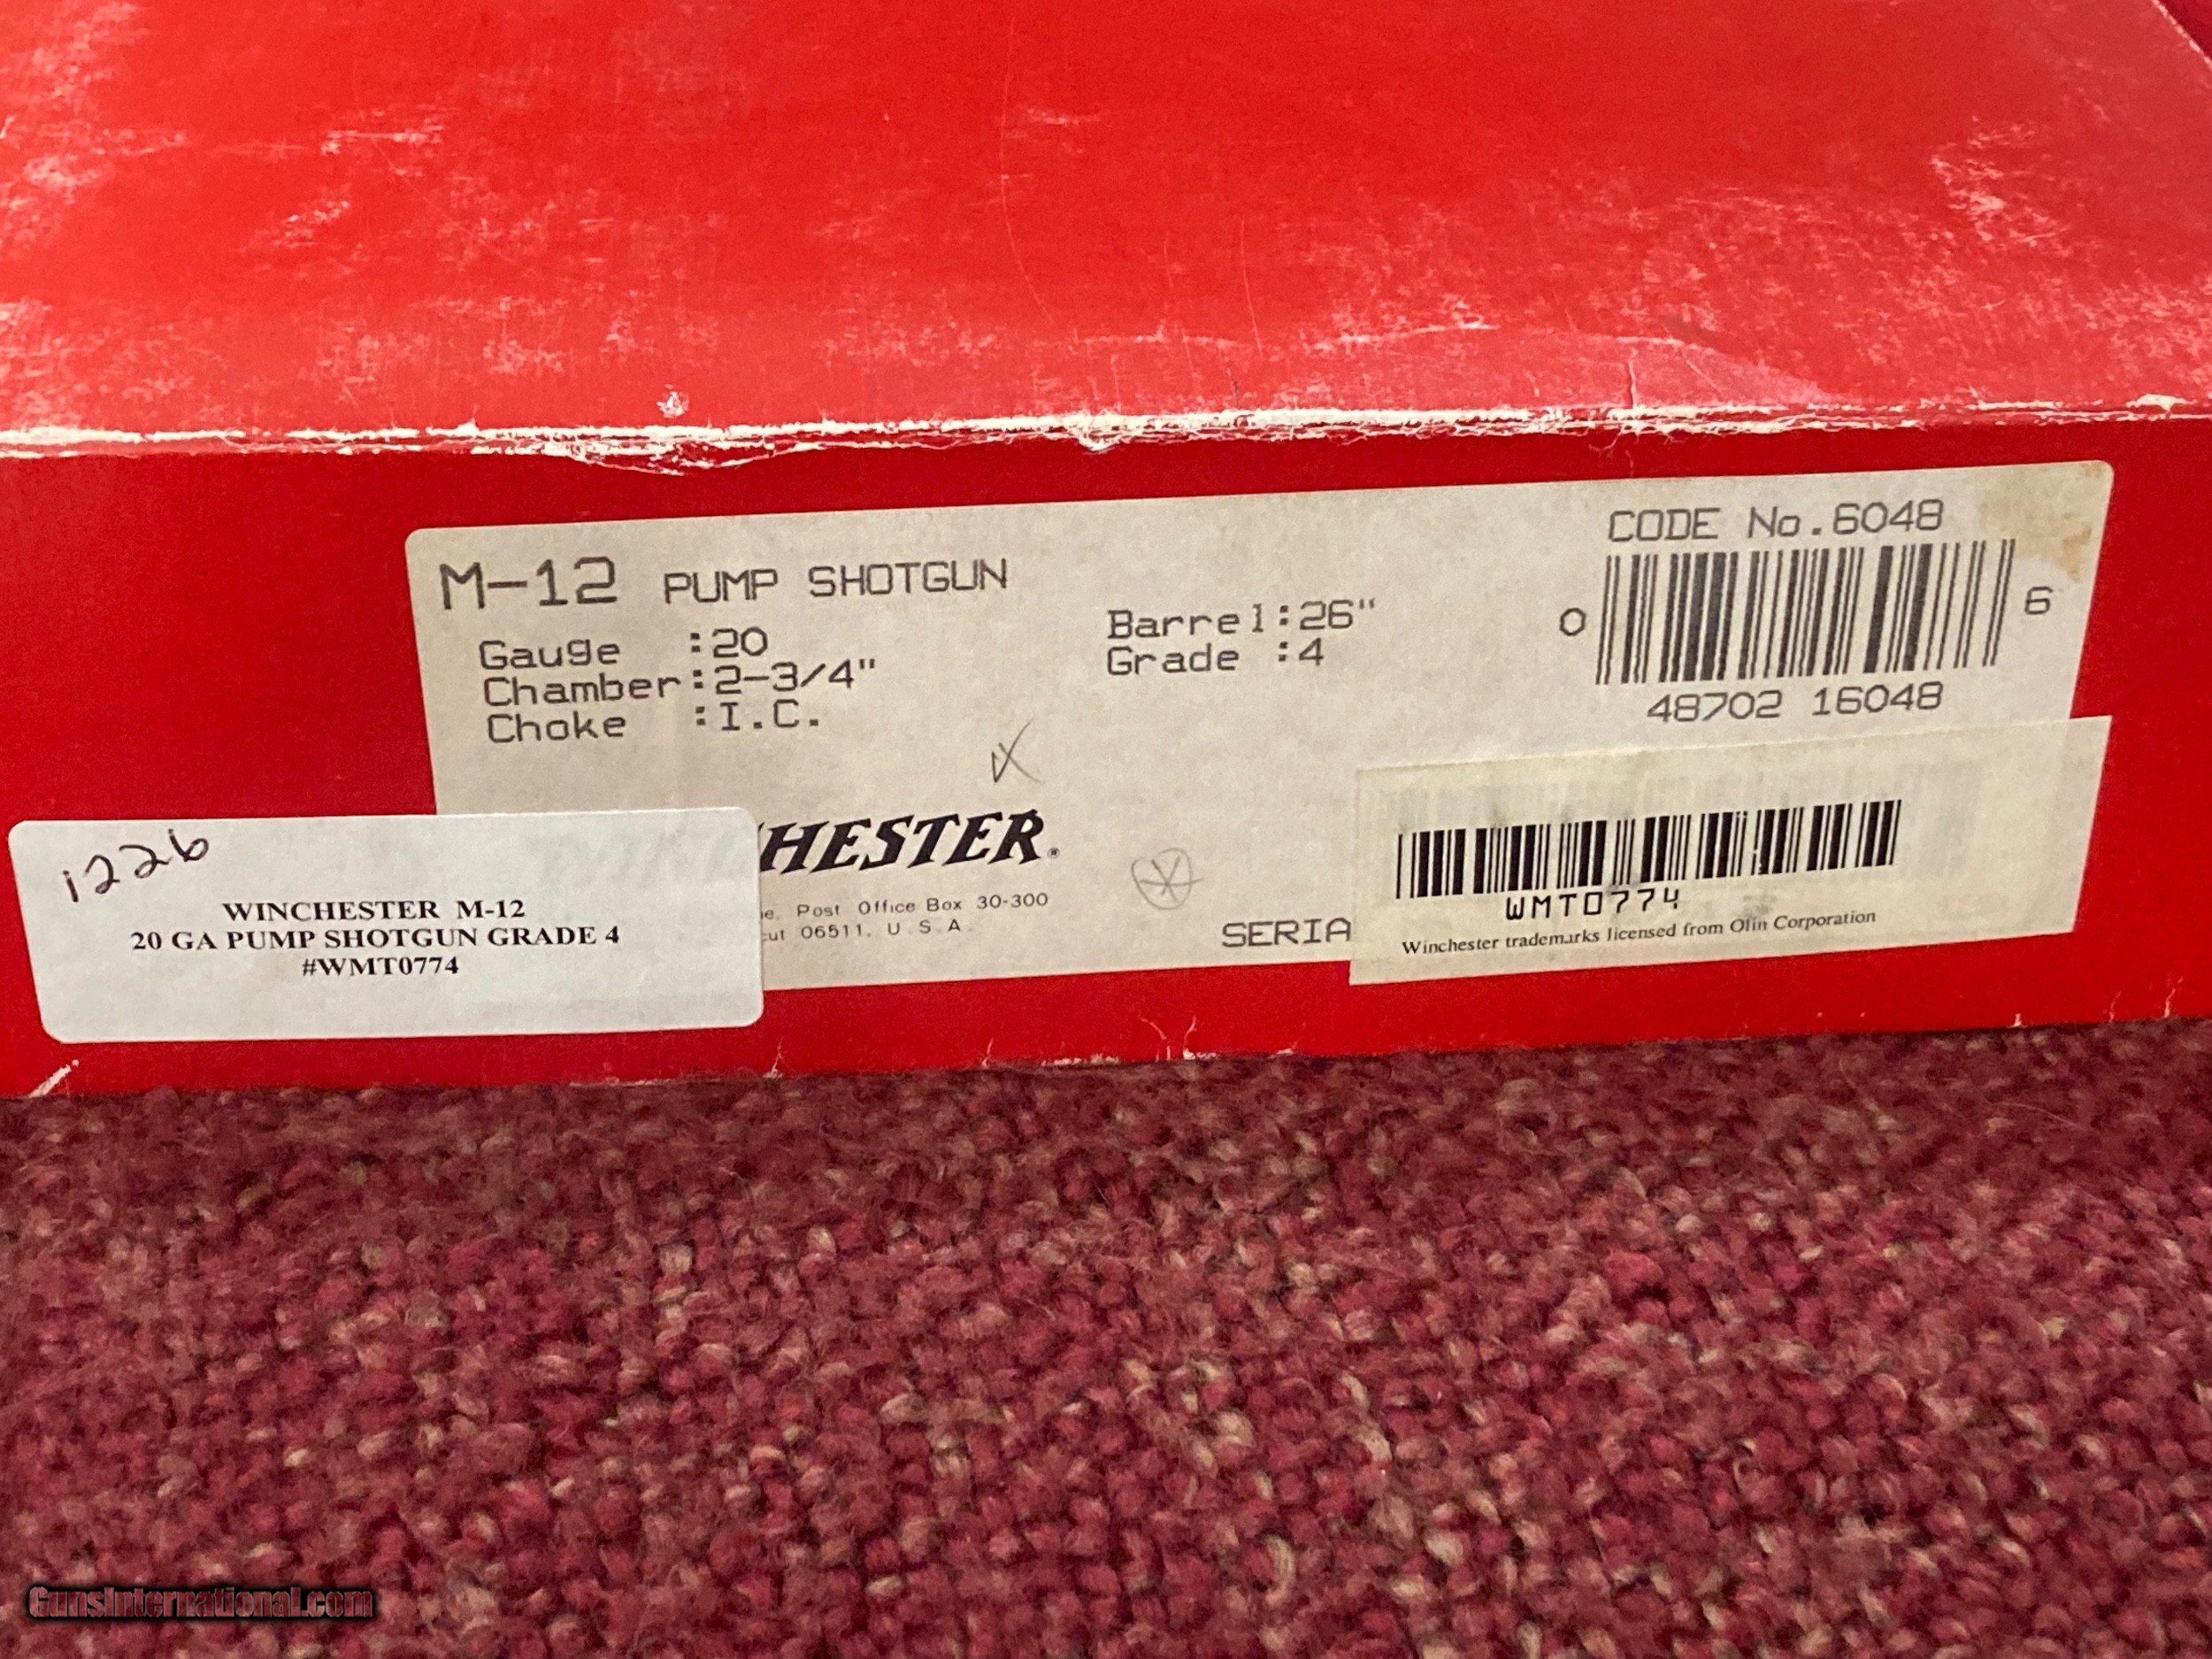 M-12 PUMP SHOTGUN
Gauge :20
Chamber:2-3/4"
Choke :I.C.
Barrel:26"
Grade :4
CODE No.6048
0 6
48702 16048
HESTER®
Post Office Box 30-300
06511, U.S.A.
SERIA
WMT0774
Winchester trademarks licensed from Olin Corporation
1226
WINCHESTER M-12
20 GA PUMP SHOTGUN GRADE 4
#WMT0774
GunsInternational.com